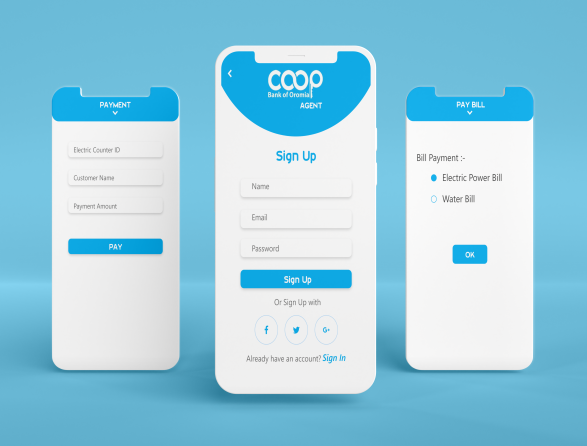 PAYMENT
Electric Counter ID
Customer Name
Payment Amount
PAY
coop
Bank of Oromia
AGENT
Sign Up
Name
Email
Password
Sign Up
Or Sign Up with
f
G+
Already have an account? Sign In
PAY BILL
Bill Payment :-
Electric Power Bill
Water Bill
OK